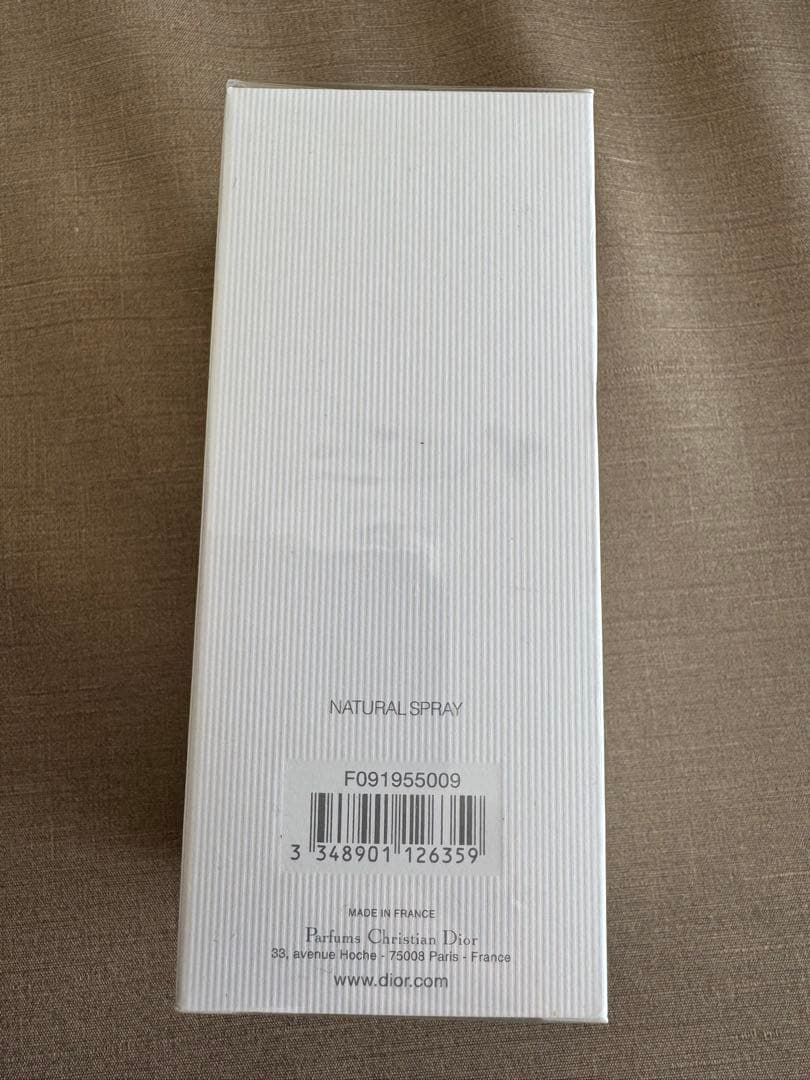 NATURAL SPRAY
F091955009
3 348901 126359
MADE IN FRANCE
Parfums Christian Dior
33, avenue Hoche - 75008 Paris - France
www.dior.com